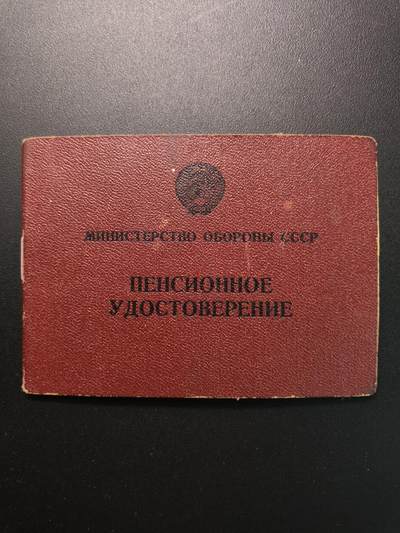 МИНИСТЕРСТВО ОБОРОНЫ СССР
ПЕНСИОННОЕ
УДОСТОВЕРЕНИЕ